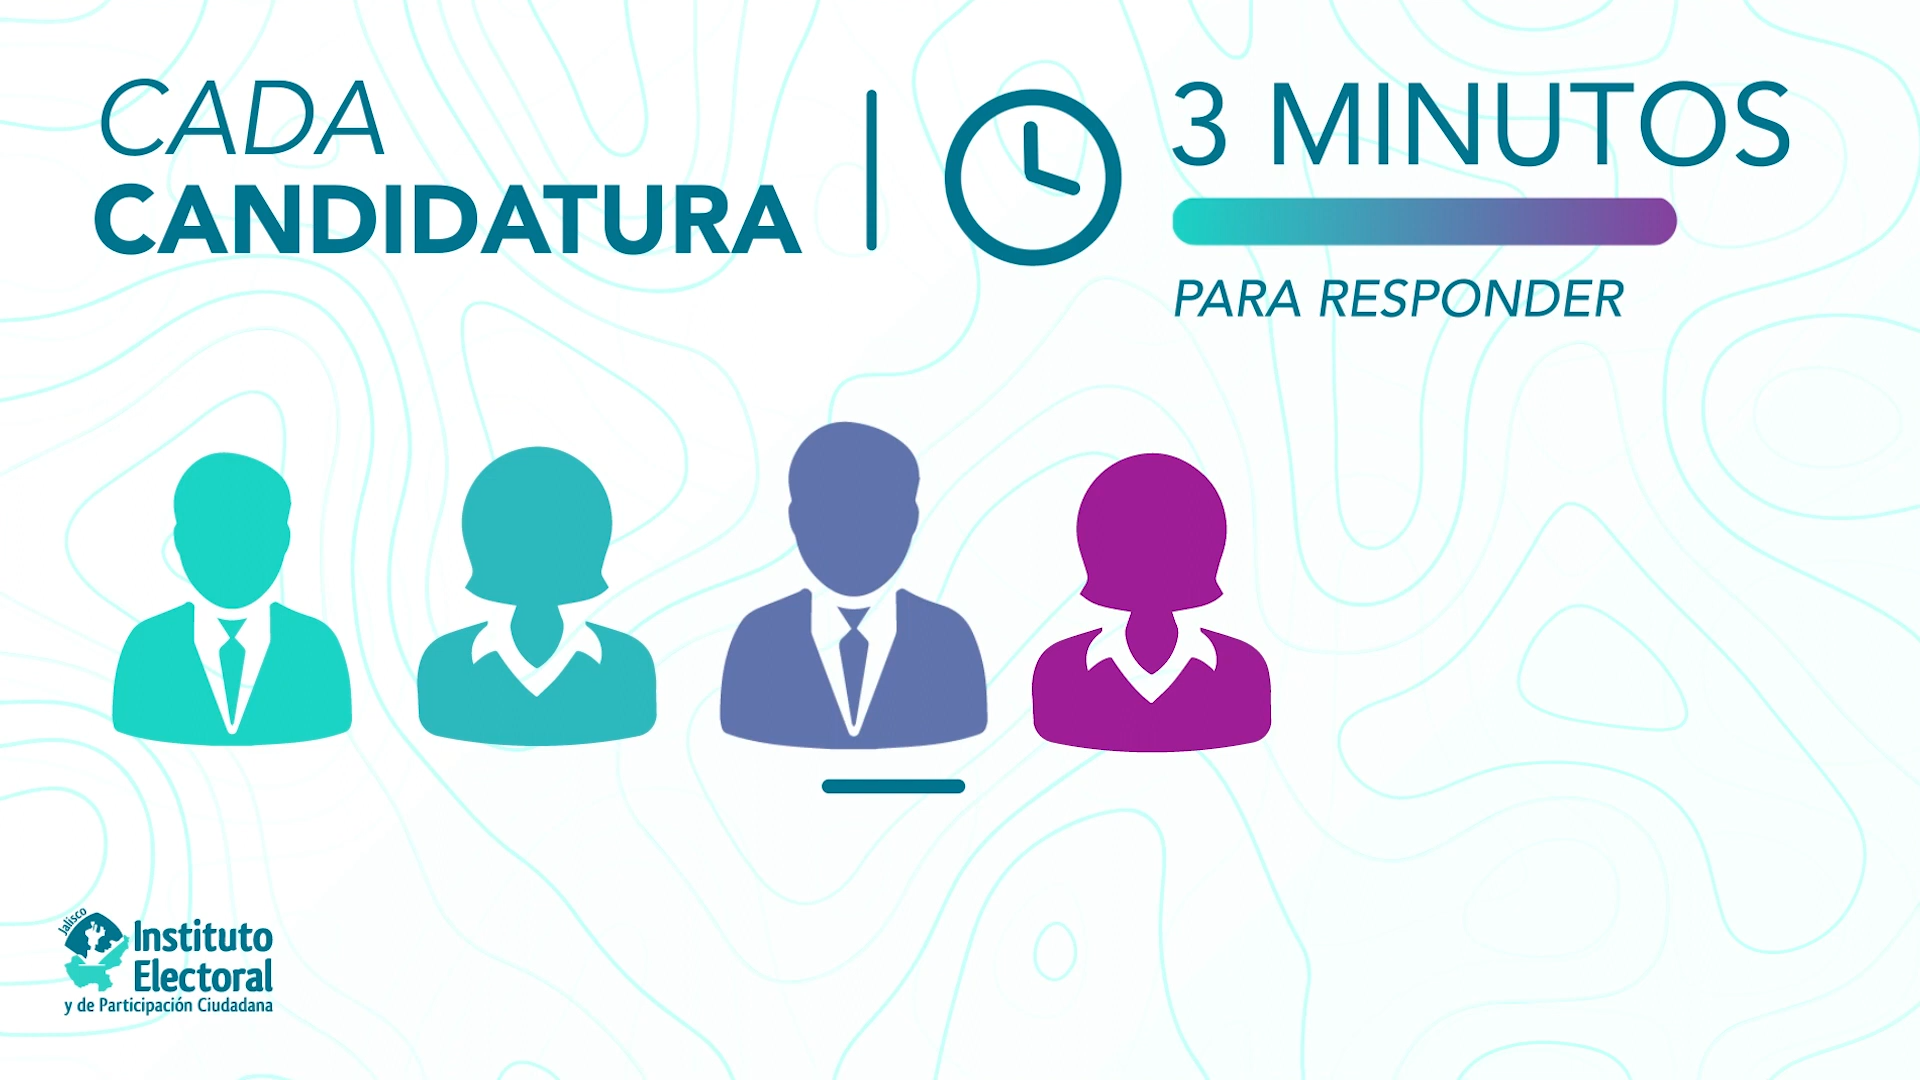 CADA
CANDIDATURA
3 MINUTOS
PARA RESPONDER
Jalisco
Instituto
Electoral
y de Participación Ciudadana